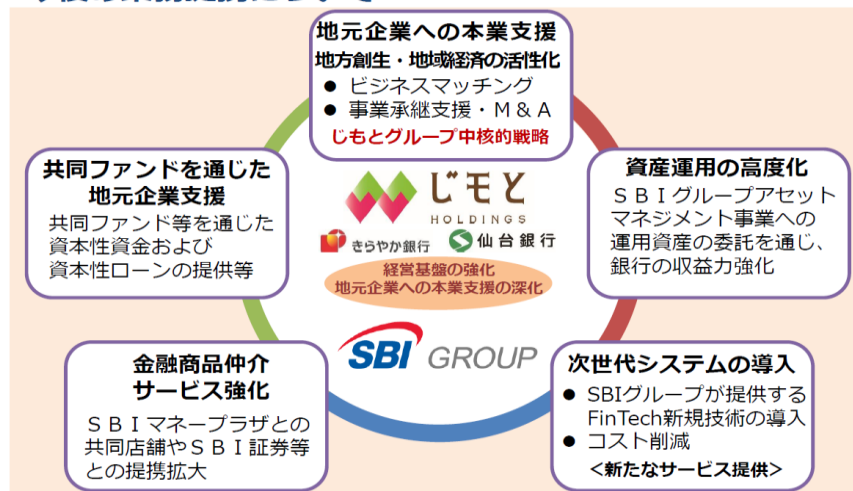 地元企業への本業支援
地方創生・地域経済の活性化
● ビジネスマッチング
● 事業承継支援・Ｍ＆Ａ
じもとグループ中核的戦略
共同ファンドを通じた
地元企業支援
共同ファンド等を通じた
資本性資金および
資本性ローンの提供等
資産運用の高度化
ＳＢＩグループアセット
マネジメント事業への
運用資産の委託を通じ、
銀行の収益力強化
じモと
HOLDINGS
きらやか銀行
仙台銀行
経営基盤の強化
地元企業への本業支援の深化
SBI GROUP
金融商品仲介
サービス強化
ＳＢＩマネープラザとの
共同店舗やＳＢＩ証券等
との提携拡大
次世代システムの導入
● SBIグループが提供する
FinTech新規技術の導入
● コスト削減
<新たなサービス提供>